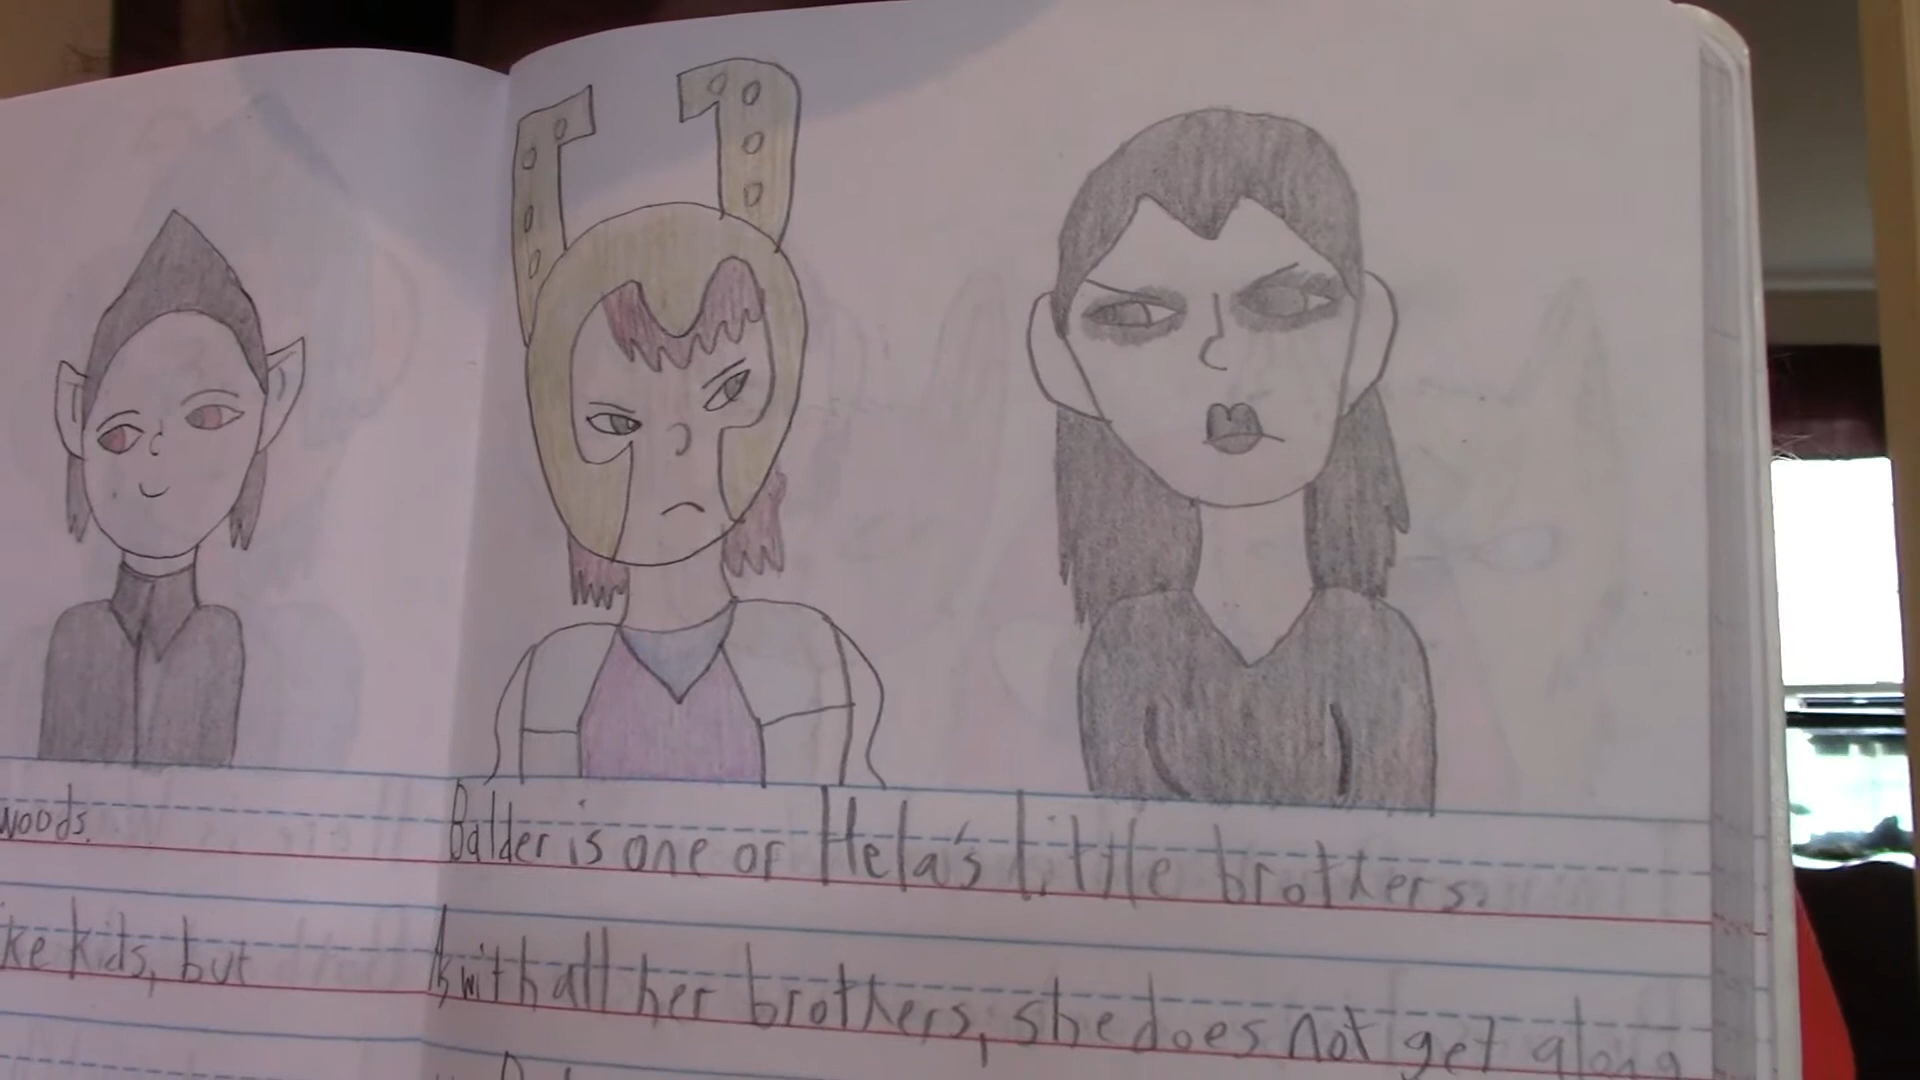 woods.
ke kids, but
Balder is one of Hela's little brothers.
As with all her brothers, she does not get along